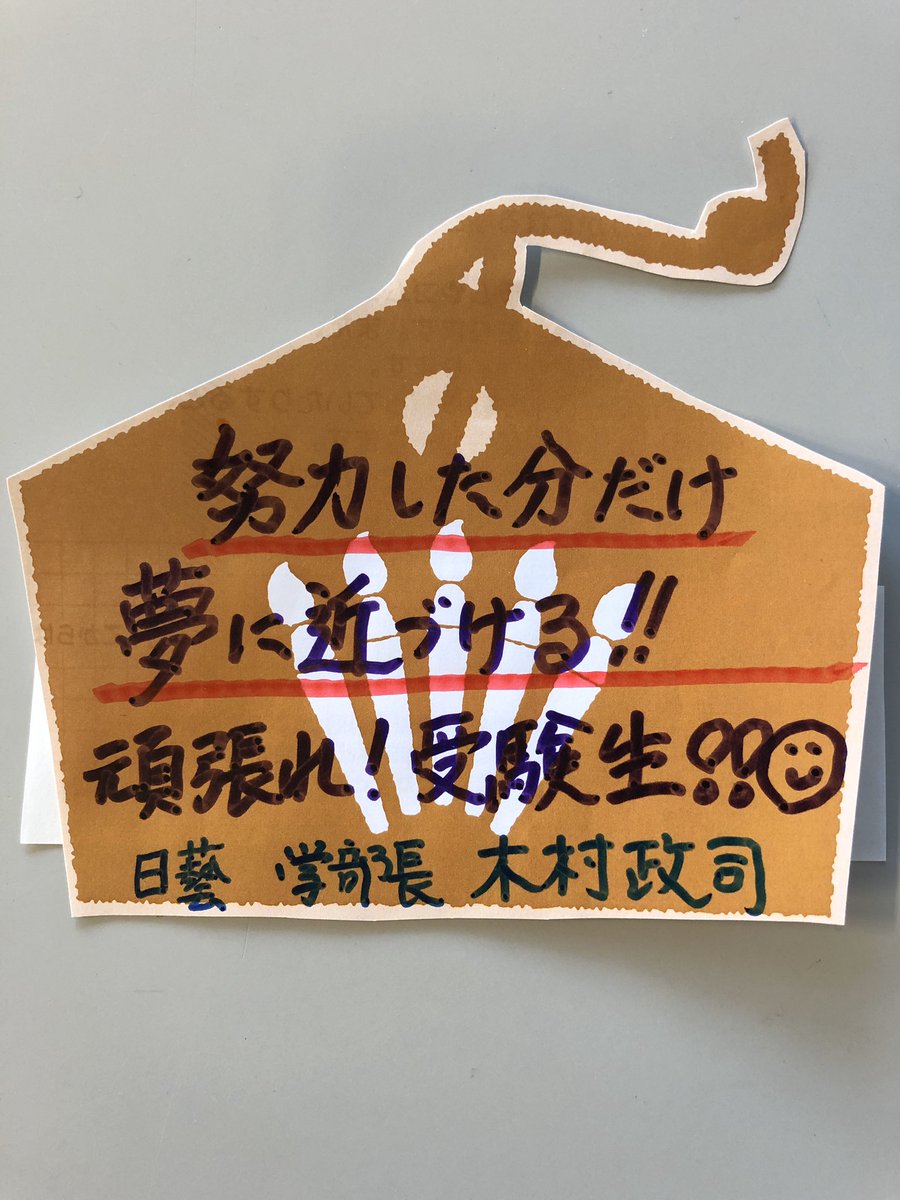 努力した分だけ
夢に近づける!!
頑張れ!受験生!!
日藝 学部長 木村政司